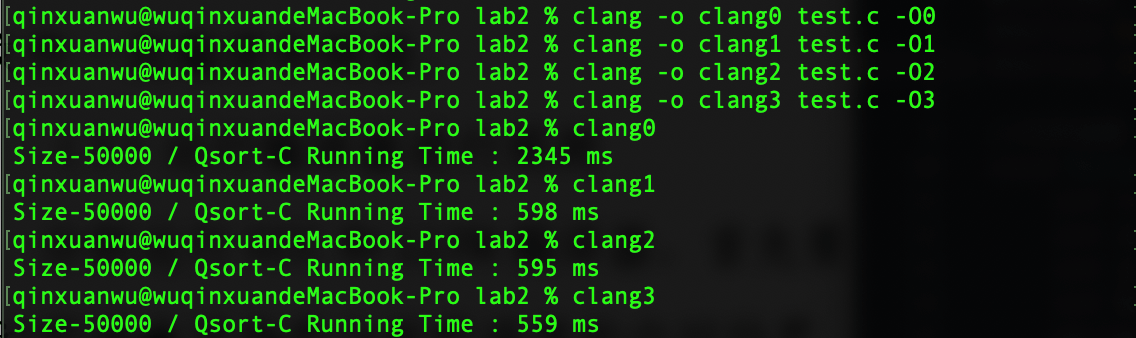 [qinxuanwu@wuqinxuandeMacBook-Pro lab2 % clang -o clang0 test.c -O0
[qinxuanwu@wuqinxuandeMacBook-Pro lab2 % clang -o clang1 test.c -O1
[qinxuanwu@wuqinxuandeMacBook-Pro lab2 % clang -o clang2 test.c -O2
[qinxuanwu@wuqinxuandeMacBook-Pro lab2 % clang -o clang3 test.c -O3
[qinxuanwu@wuqinxuandeMacBook-Pro lab2 % clang0
Size-50000 / Qsort-C Running Time : 2345 ms
[qinxuanwu@wuqinxuandeMacBook-Pro lab2 % clang1
Size-50000 / Qsort-C Running Time : 598 ms
[qinxuanwu@wuqinxuandeMacBook-Pro lab2 % clang2
Size-50000 / Qsort-C Running Time : 595 ms
[qinxuanwu@wuqinxuandeMacBook-Pro lab2 % clang3
Size-50000 / Qsort-C Running Time : 559 ms